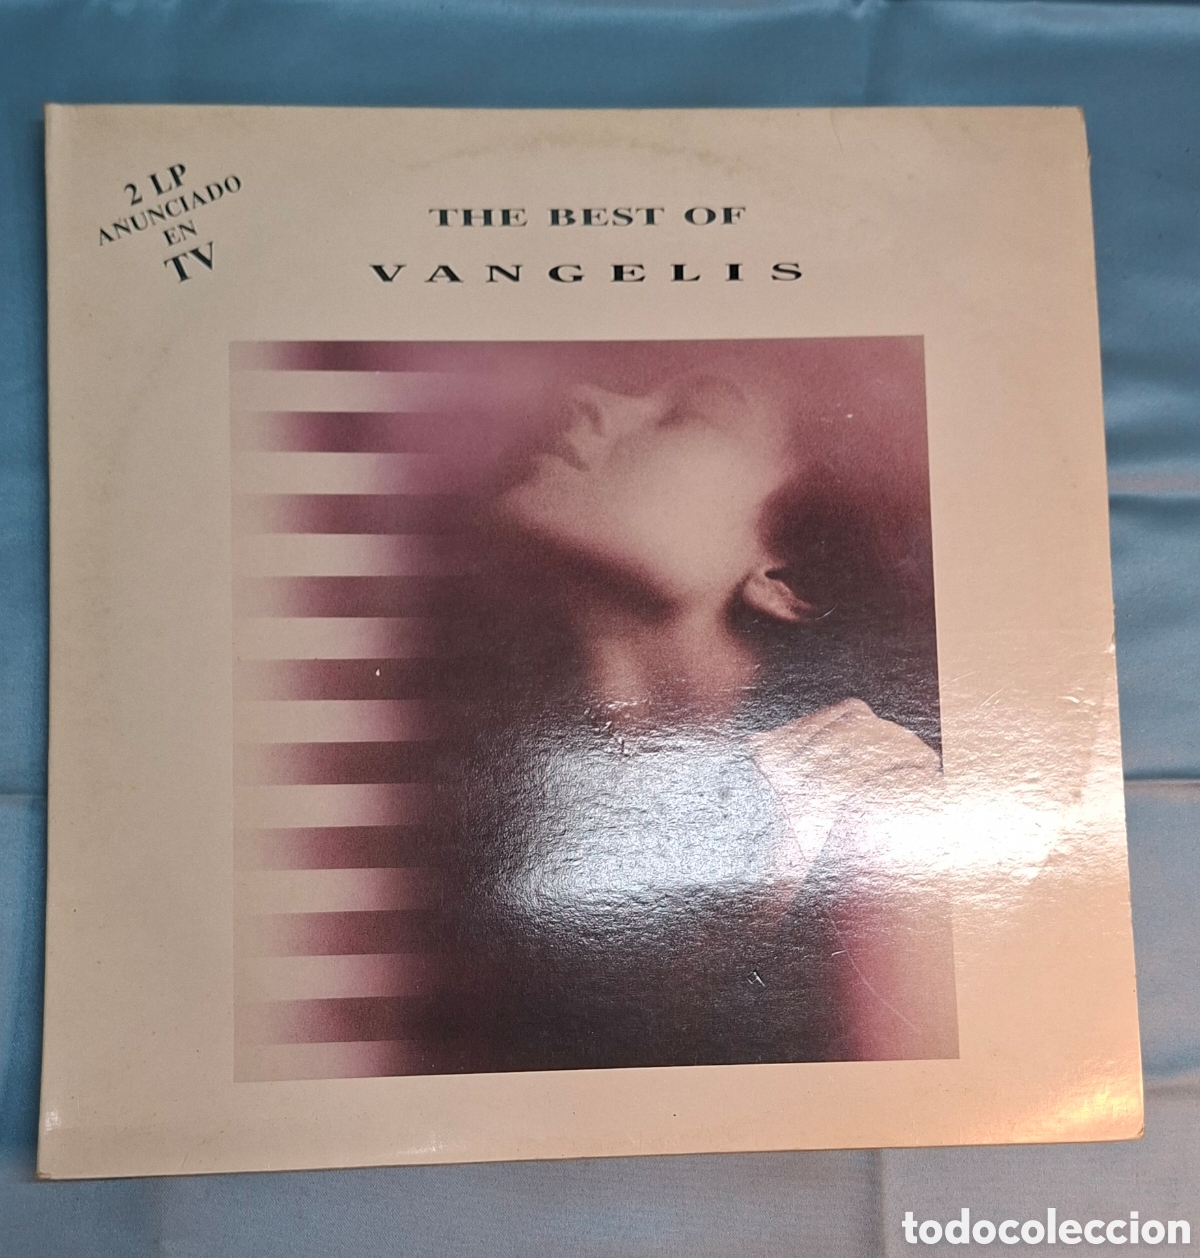 2 LP
ANUNCIADO
EN
TV
THE BEST OF
VANGELIS
todocoleccion